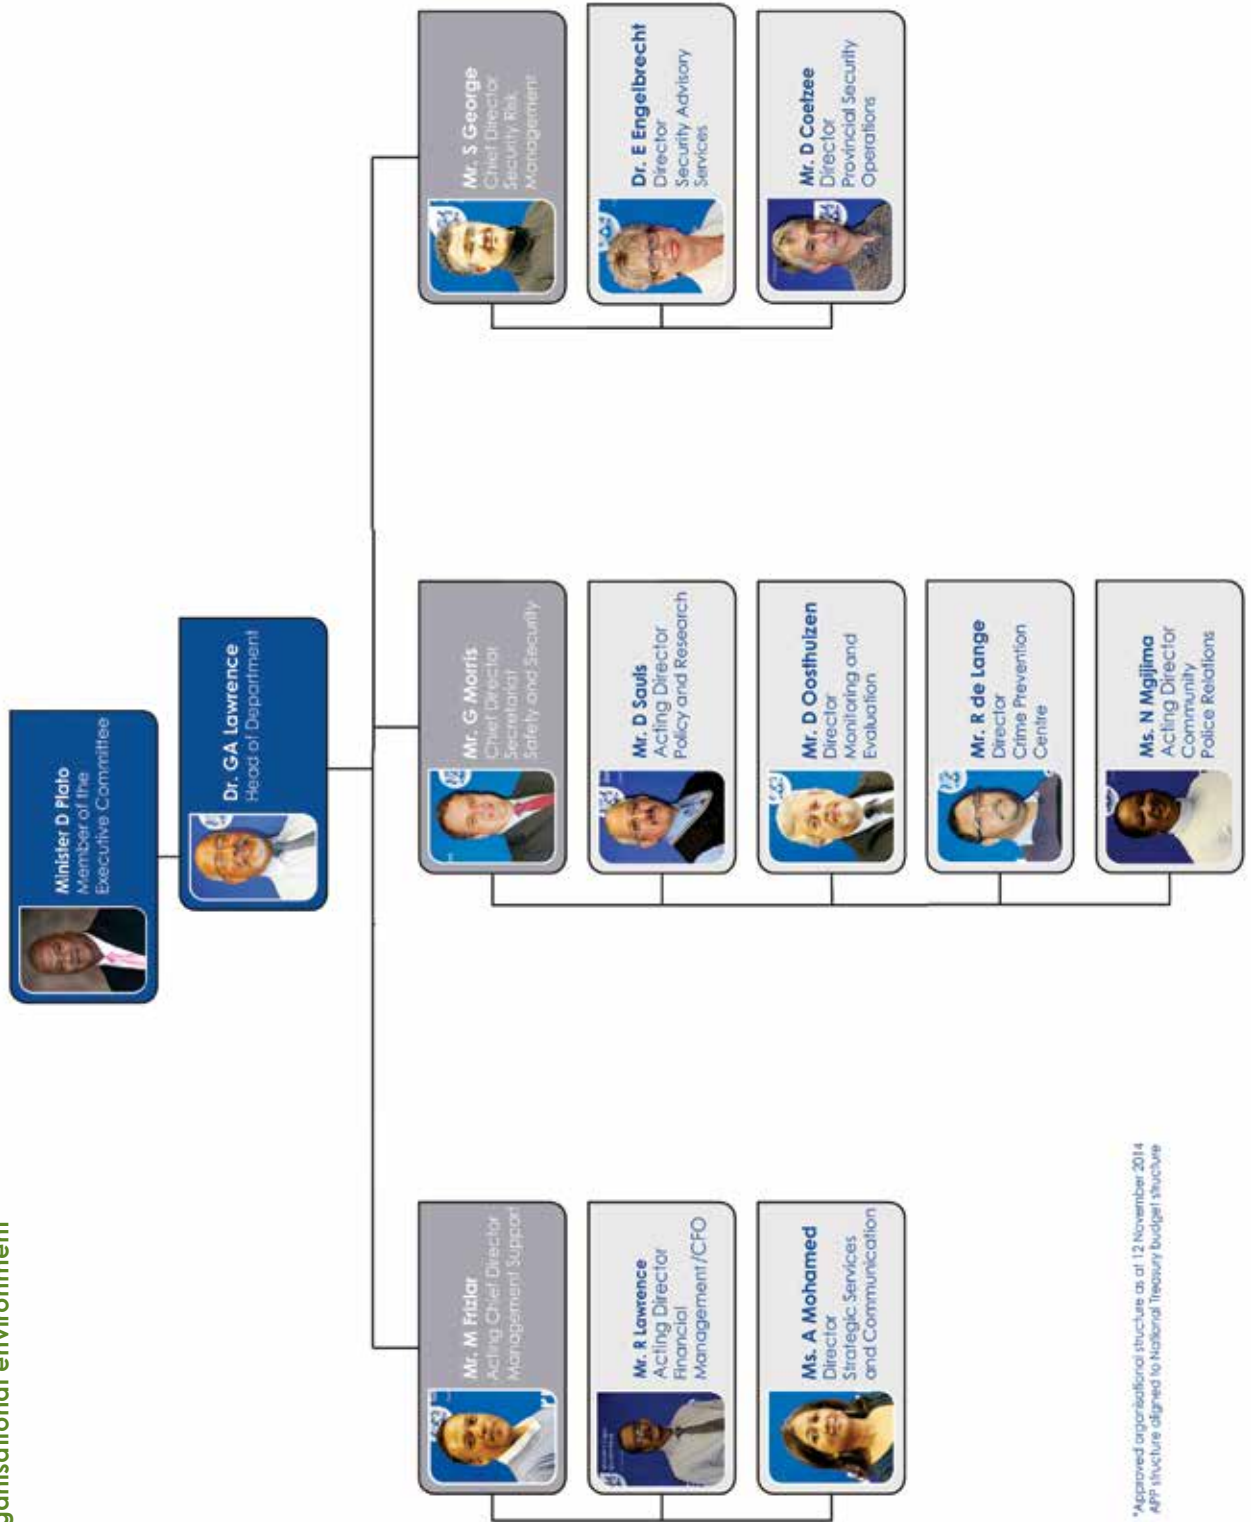 ganisational environment
Minister D Plato
Member of the
Executive Committee
Dr. GA Lawrence
Head of Department
Mr. M Frizlar
Acting Chief Director
Management Support
Mr. R Lawrence
Acting Director
Financial
Management/CFO
Ms. A Mohamed
Director
Strategic Services
and Communication
Mr. G Morris
Chief Director
Secretariat
Safety and Security
Mr. D Sauls
Acting Director
Policy and Research
Mr. D Oosthuizen
Director
Monitoring and
Evaluation
Mr. R de Lange
Director
Crime Prevention
Centre
Ms. N Mgijima
Acting Director
Community
Police Relations
Mr. S George
Chief Director
Security Risk
Management
Dr. E Engelbrecht
Director
Security Advisory
Services
Mr. D Coetzee
Director
Provincial Security
Operations
*Approved organisational structure as at 12 November 2014
APP structure aligned to National Treasury budget structure